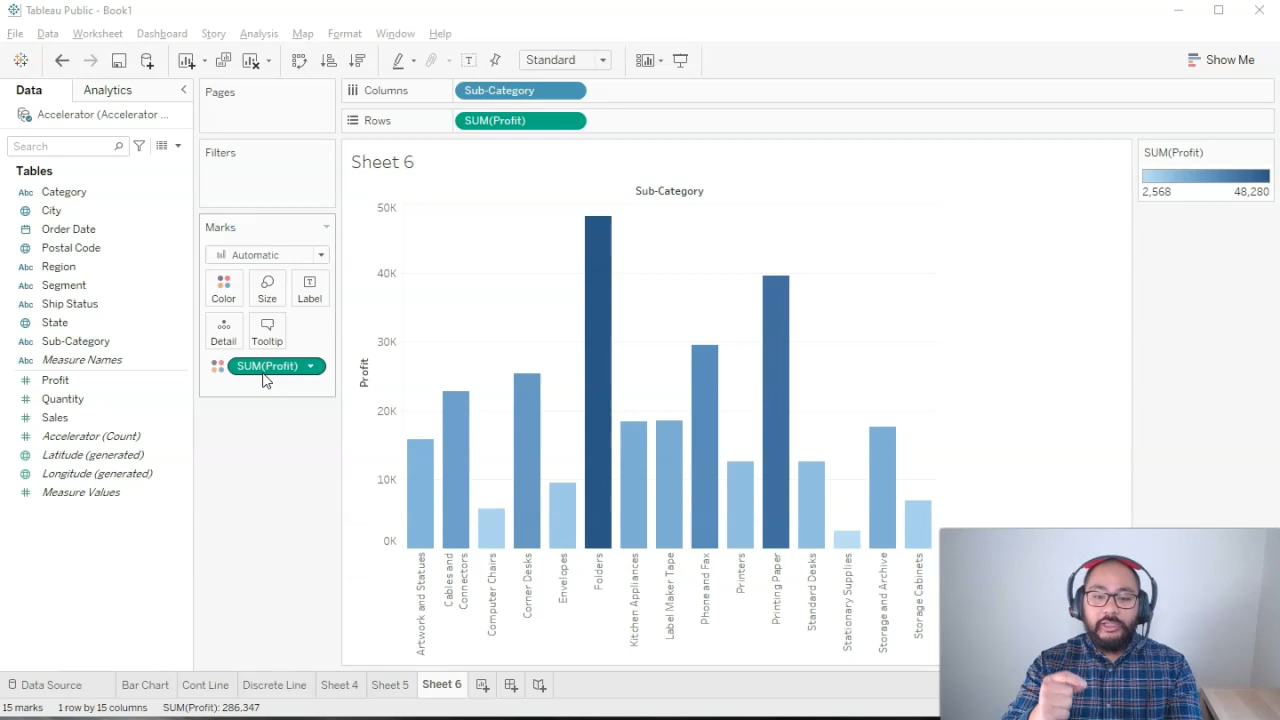 Tableau Public - Book1
File Data Worksheet Dashboard Story Analysis Map Format Window Help
Standard
Show Me
Data Analytics
Accelerator (Accelerator ...
Search
Tables
Abc Category
City
Order Date
Postal Code
Abc Region
Abc Segment
Abc Ship Status
State
Abc Sub-Category
Abc Measure Names
# Profit
# Quantity
# Sales
# Accelerator (Count)
Latitude (generated)
Longitude (generated)
# Measure Values
Pages
Filters
Marks
Automatic
Color Size Label
Detail Tooltip
SUM(Profit)
Columns Sub-Category
Rows SUM(Profit)
Sheet 6
Sub-Category
Profit
50K
40K
30K
20K
10K
0K
Artwork and Statues
Cables and
Connectors
Computer Chairs
Corner Desks
Envelopes
Folders
Kitchen Appliances
Label Maker Tape
Phone and Fax
Printers
Printing Paper
Standard Desks
Stationary Supplies
Storage and Archive
Storage Cabinets
SUM(Profit)
2,568 48,280
Data Source Bar Chart Cont Line Discrete Line Sheet 4 Sheet 5 Sheet 6
15 marks 1 row by 15 columns SUM(Profit): 286,347